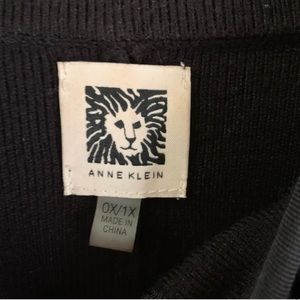 ANNE KLEIN
0X/1X
MADE IN
CHINA